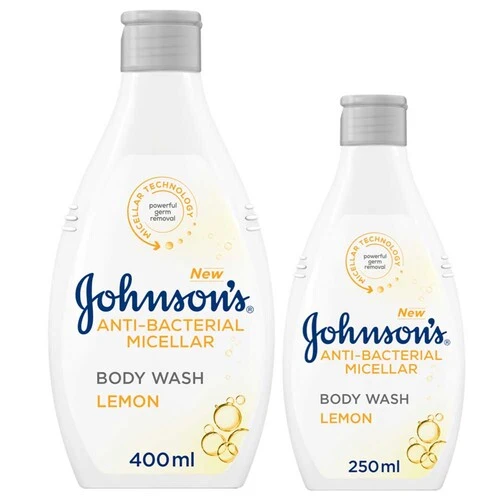 MICELLAR TECHNOLOGY
powerful
germ
removal
New
Johnson's®
ANTI-BACTERIAL
MICELLAR
BODY WASH
LEMON
400ml
MICELLAR TECHNOLOGY
powerful
germ
removal
New
Johnson's®
ANTI-BACTERIAL
MICELLAR
BODY WASH
LEMON
250ml